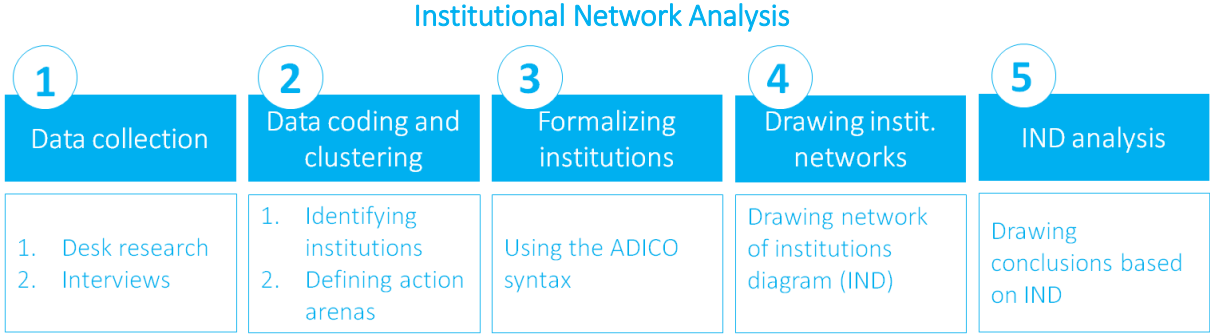 Institutional Network Analysis
1
Data collection
1. Desk research
2. Interviews
2
Data coding and
clustering
1. Identifying
institutions
2. Defining action
arenas
3
Formalizing
institutions
Using the ADICO
syntax
4
Drawing instit.
networks
Drawing network
of institutions
diagram (IND)
5
IND analysis
Drawing
conclusions based
on IND